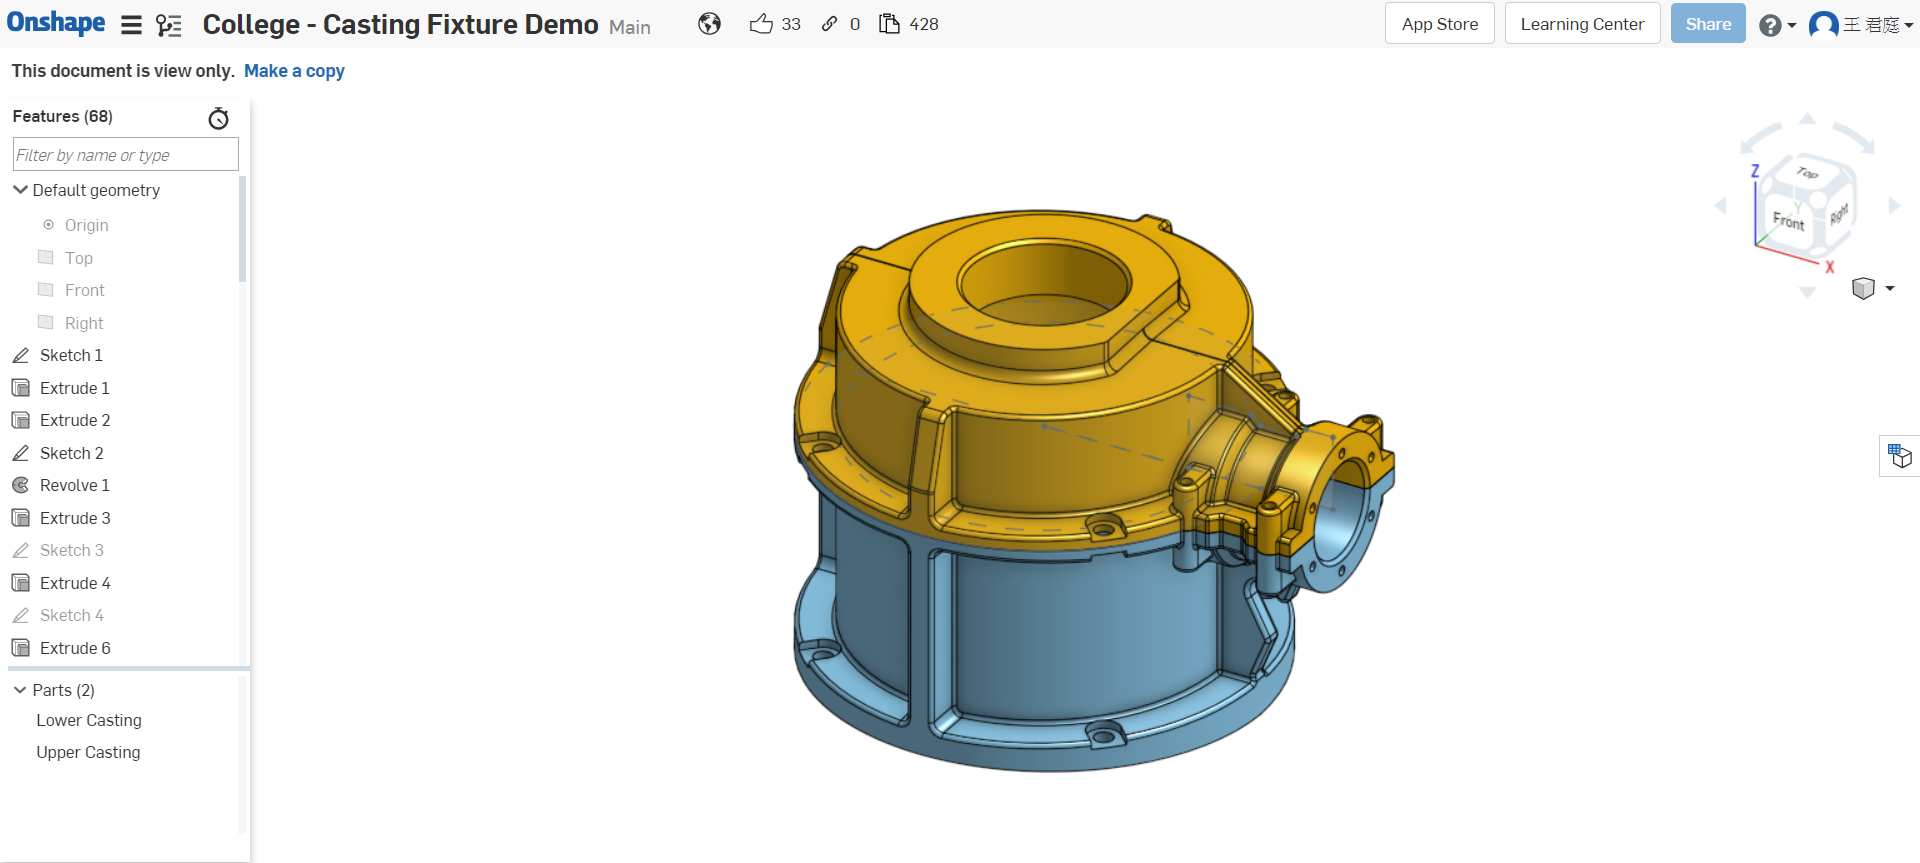 Onshape College - Casting Fixture Demo Main 33 0 428 App Store Learning Center Share 王 君庭
This document is view only. Make a copy
Features (68)
Filter by name or type
Default geometry
Origin
Top
Front
Right
Sketch 1
Extrude 1
Extrude 2
Sketch 2
Revolve 1
Extrude 3
Sketch 3
Extrude 4
Sketch 4
Extrude 6
Parts (2)
Lower Casting
Upper Casting
Z
Top
Y
Front
Right
X